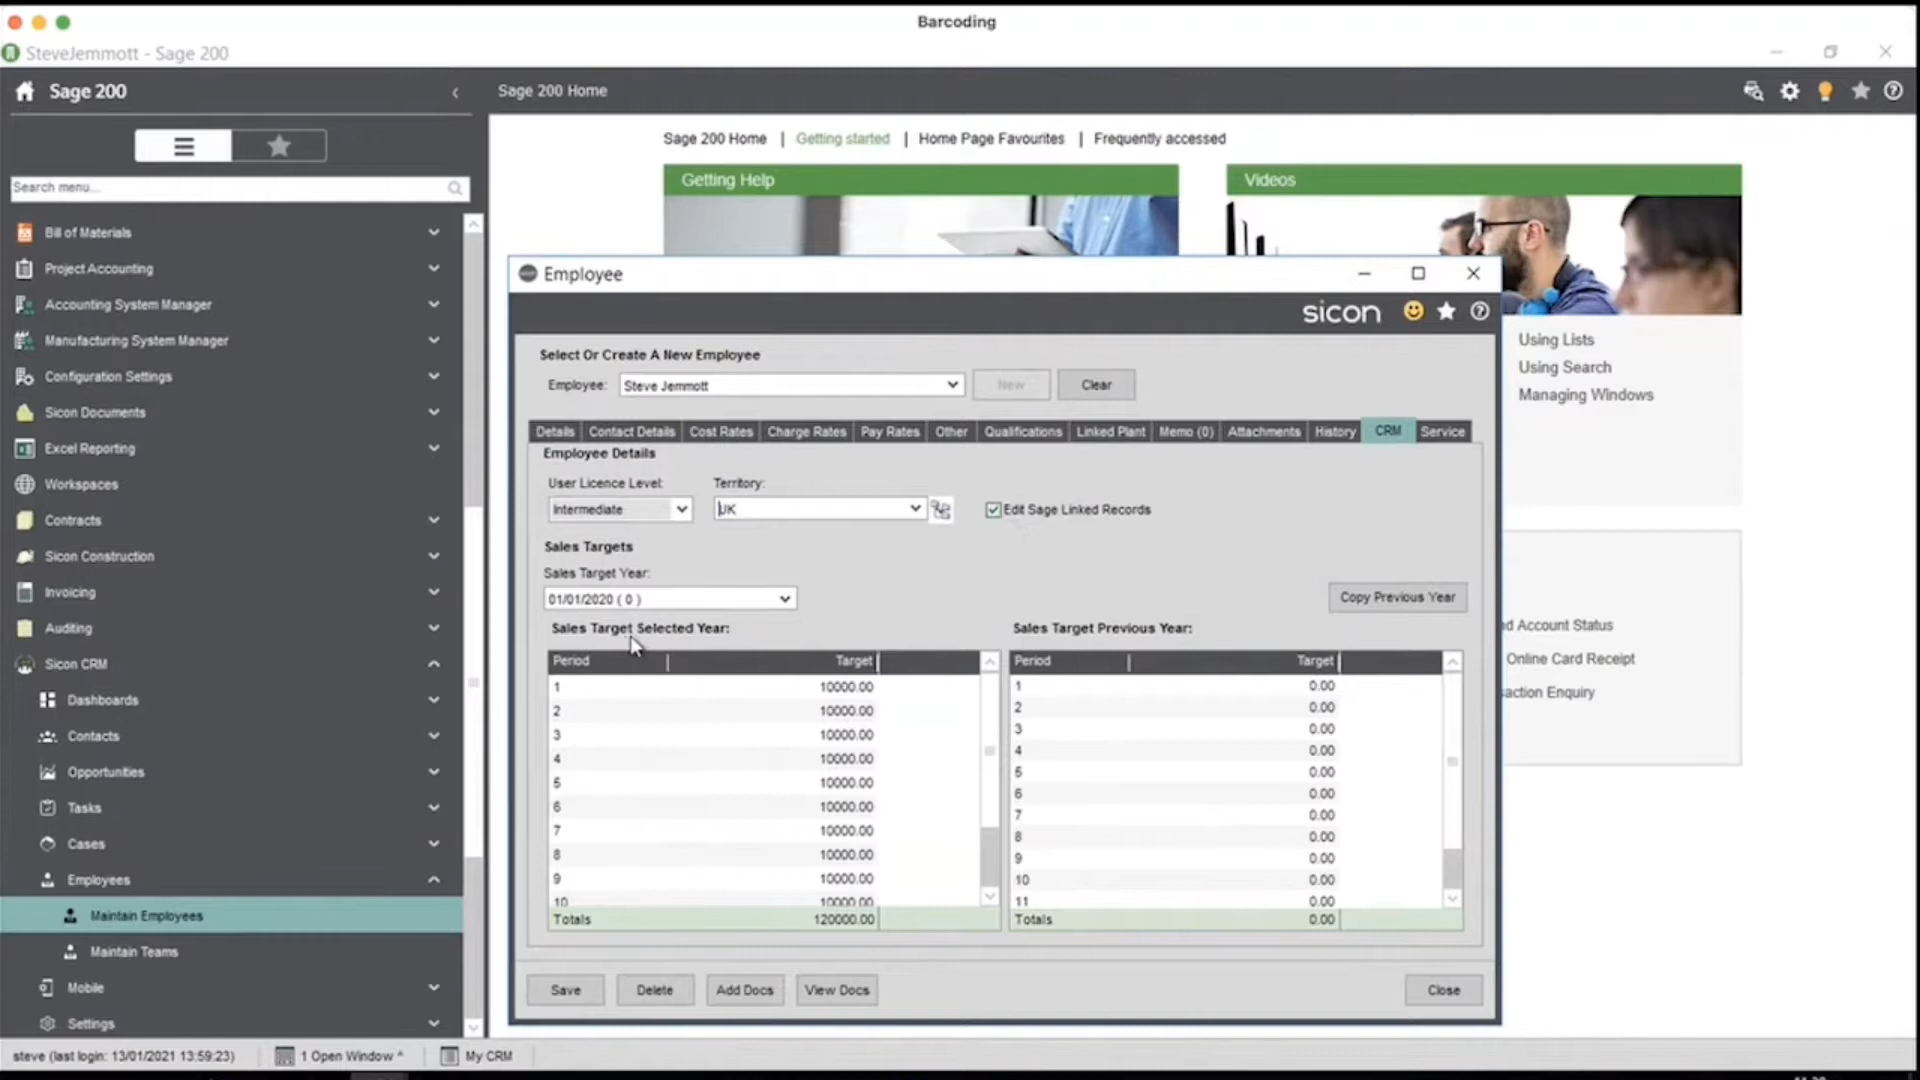 Barcoding
SteveJemmott - Sage 200
Sage 200
Sage 200 Home
Sage 200 Home | Getting started | Home Page Favourites | Frequently accessed
Search menu...
Getting Help
Videos
Bill of Materials
Project Accounting
Accounting System Manager
Manufacturing System Manager
Configuration Settings
Sicon Documents
Excel Reporting
Workspaces
Contracts
Sicon Construction
Invoicing
Auditing
Sicon CRM
Dashboards
Contacts
Opportunities
Tasks
Cases
Employees
Maintain Employees
Maintain Teams
Mobile
Settings
Employee
sicon
Select Or Create A New Employee
Employee: Steve Jemmott New Clear
Details Contact Details Cost Rates Charge Rates Pay Rates Other Qualifications Linked Plant Memo (0) Attachments History CRM Service
Employee Details
User Licence Level: Territory:
Intermediate UK Edit Sage Linked Records
Sales Targets
Sales Target Year:
01/01/2020 ( 0 ) Copy Previous Year
Sales Target Selected Year:
Period Target
1 10000.00
2 10000.00
3 10000.00
4 10000.00
5 10000.00
6 10000.00
7 10000.00
8 10000.00
9 10000.00
10 10000.00
Totals 120000.00
Sales Target Previous Year:
Period Target
1 0.00
2 0.00
3 0.00
4 0.00
5 0.00
6 0.00
7 0.00
8 0.00
9 0.00
10 0.00
11 0.00
Totals 0.00
Save Delete Add Docs View Docs Close
Using Lists
Using Search
Managing Windows
Account Status
Online Card Receipt
Enquiry
steve (last login: 13/01/2021 13:59:23) 1 Open Window ^ My CRM